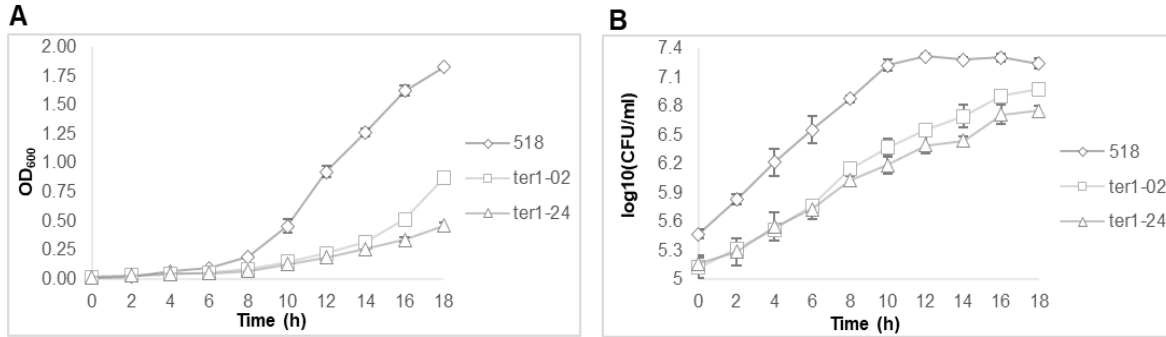 A
OD600
2.00
1.75
1.50
1.25
1.00
0.75
0.50
0.25
0.00
0 2 4 6 8 10 12 14 16 18
Time (h)
518
ter1-02
ter1-24
B
log10(CFU/ml)
7.4
7.1
6.8
6.5
6.2
5.9
5.6
5.3
5
0 2 4 6 8 10 12 14 16 18
Time (h)
518
ter1-02
ter1-24